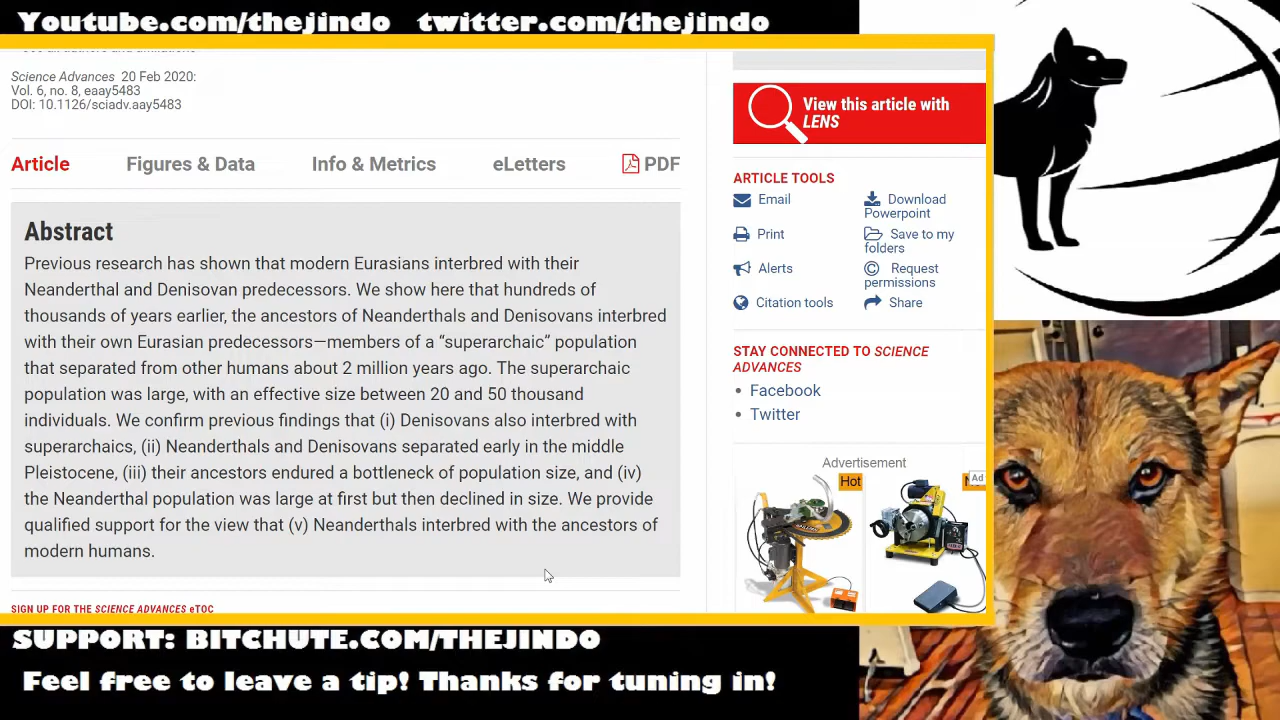 Youtube.com/thejindo twitter.com/thejindo
See all authors and affiliations
Science Advances 20 Feb 2020:
Vol. 6, no. 8, eaay5483
DOI: 10.1126/sciadv.aay5483
Article Figures & Data Info & Metrics eLetters PDF
Abstract
Previous research has shown that modern Eurasians interbred with their
Neanderthal and Denisovan predecessors. We show here that hundreds of
thousands of years earlier, the ancestors of Neanderthals and Denisovans interbred
with their own Eurasian predecessors—members of a “superarchaic” population
that separated from other humans about 2 million years ago. The superarchaic
population was large, with an effective size between 20 and 50 thousand
individuals. We confirm previous findings that (i) Denisovans also interbred with
superarchaics, (ii) Neanderthals and Denisovans separated early in the middle
Pleistocene, (iii) their ancestors endured a bottleneck of population size, and (iv)
the Neanderthal population was large at first but then declined in size. We provide
qualified support for the view that (v) Neanderthals interbred with the ancestors of
modern humans.
SIGN UP FOR THE SCIENCE ADVANCES eTOC
View this article with
LENS
ARTICLE TOOLS
Email
Download
Powerpoint
Print
Save to my
folders
Alerts
Request
permissions
Citation tools
Share
STAY CONNECTED TO SCIENCE
ADVANCES
Facebook
Twitter
Advertisement
Hot
Ad
SUPPORT: BITCHUTE.COM/THEJINDO
Feel free to leave a tip! Thanks for tuning in!